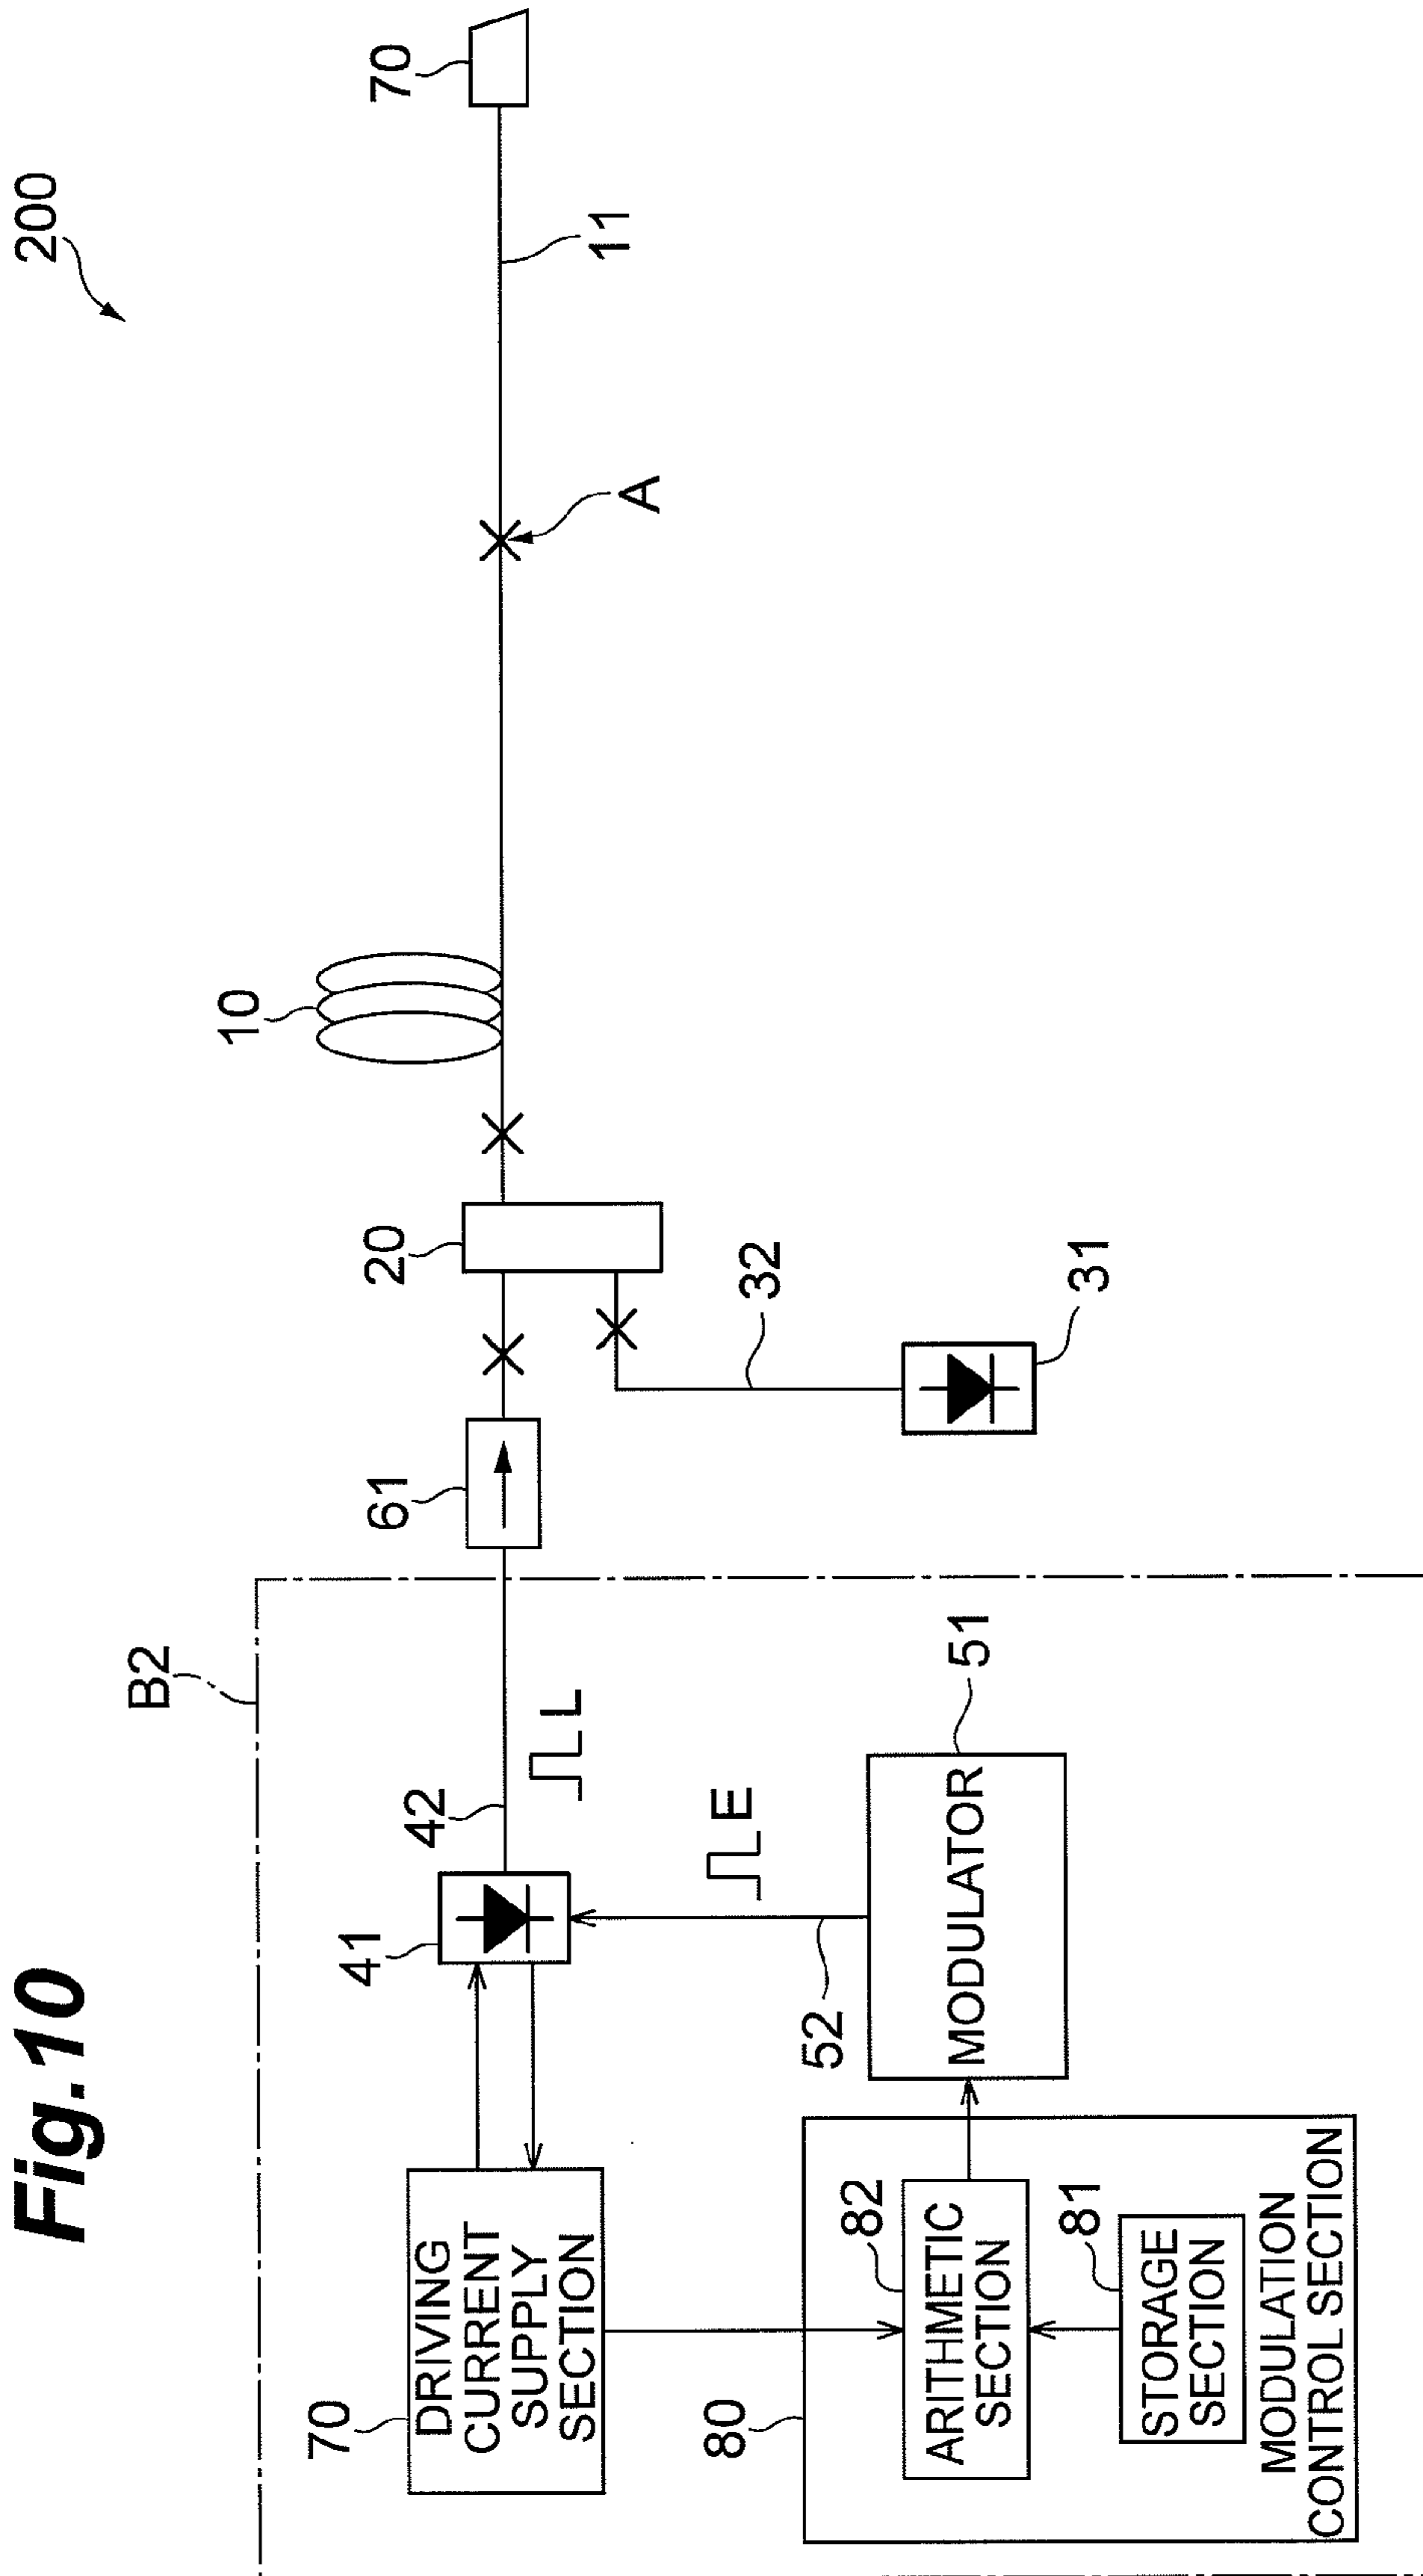 Fig.10
200
B2
70
DRIVING
CURRENT
SUPPLY
SECTION
41
42
L
61
20
10
A
11
70
E
52
32
31
80
82
ARITHMETIC
SECTION
81
STORAGE
SECTION
MODULATION
CONTROL SECTION
MODULATOR
51